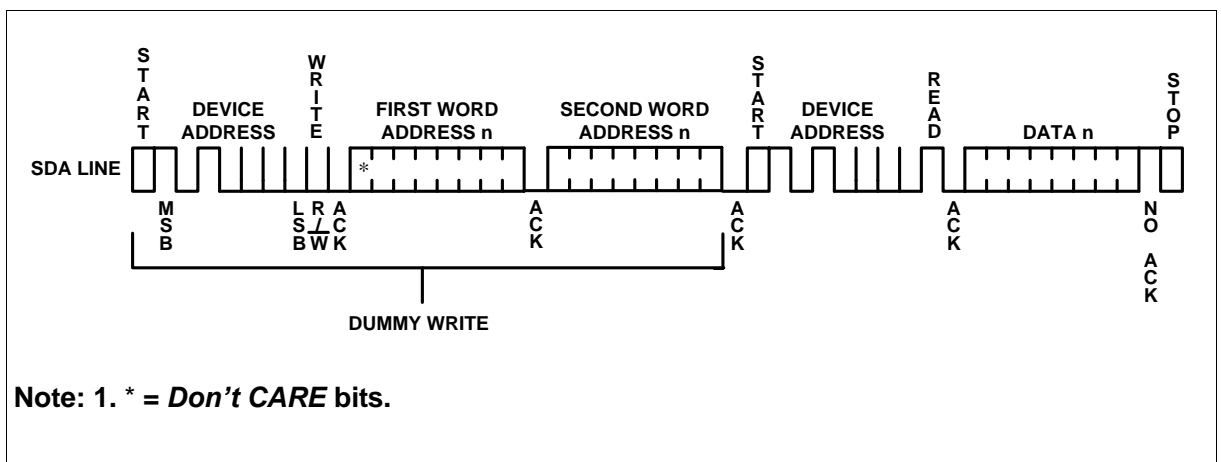 START
DEVICE
ADDRESS
WRITE
FIRST WORD
ADDRESS n
SECOND WORD
ADDRESS n
START
DEVICE
ADDRESS
READ
DATA n
STOP
SDA LINE
*
MSB
LSB
R/W
ACK
ACK
ACK
ACK
NO ACK
DUMMY WRITE
Note: 1. * = Don't CARE bits.